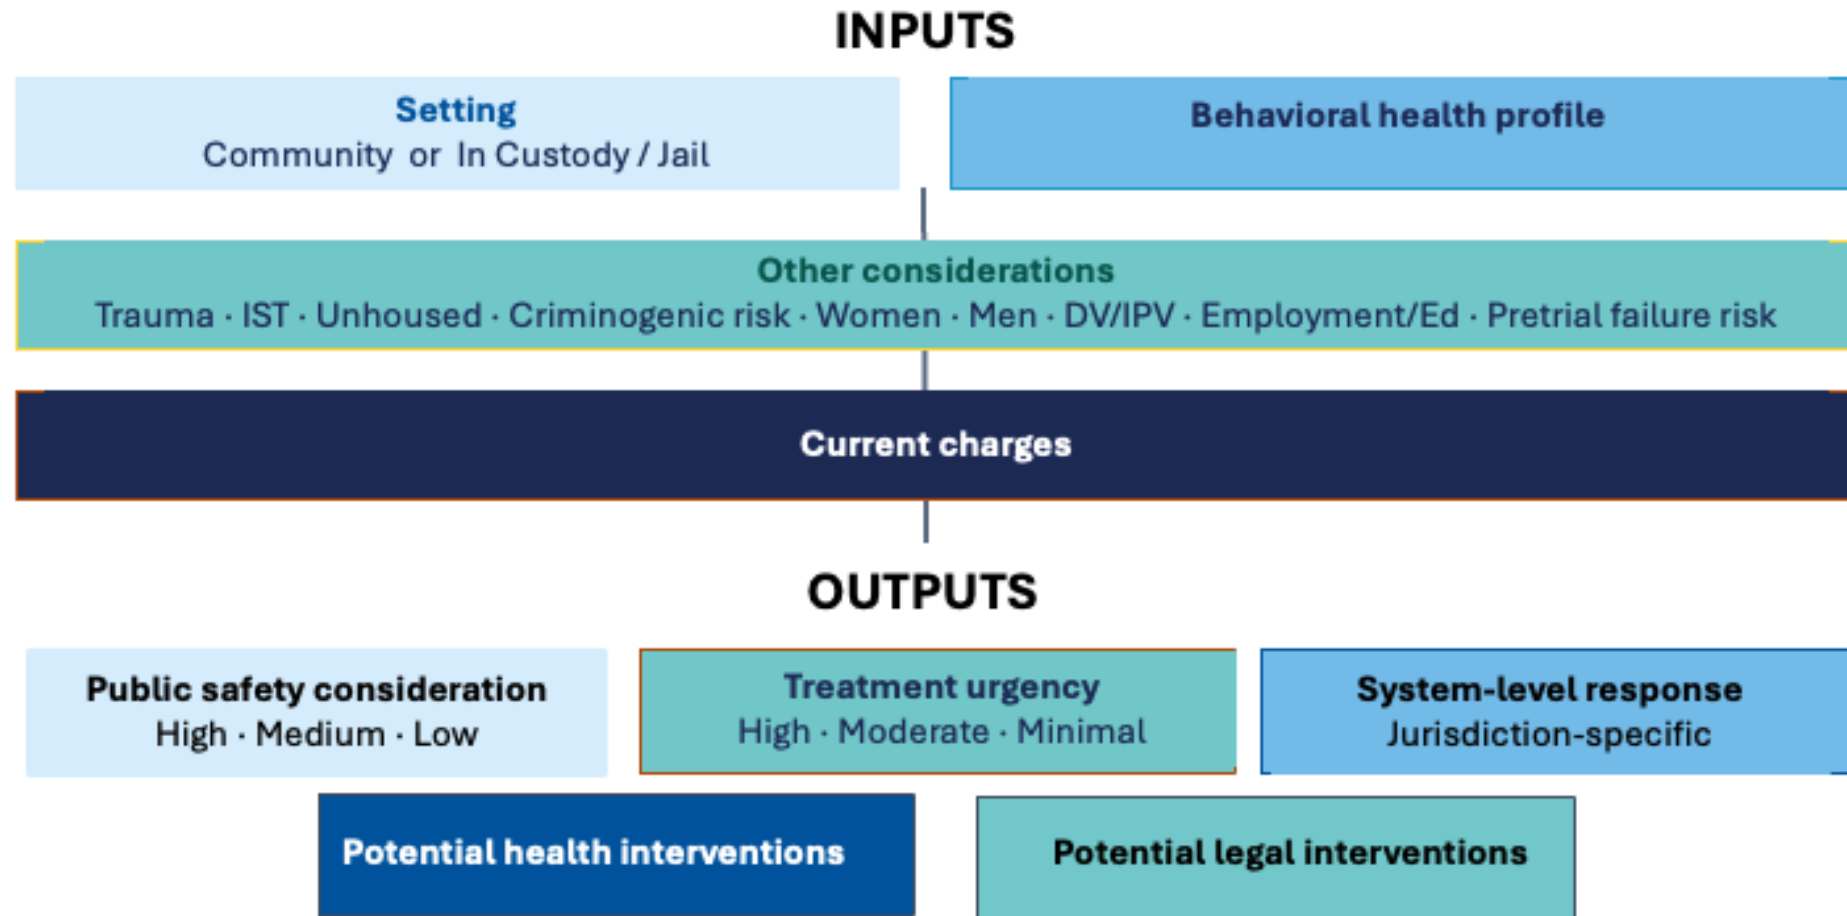 INPUTS
Setting
Community or In Custody / Jail
Behavioral health profile
Other considerations
Trauma · IST · Unhoused · Criminogenic risk · Women · Men · DV/IPV · Employment/Ed · Pretrial failure risk
Current charges
OUTPUTS
Public safety consideration
High · Medium · Low
Treatment urgency
High · Moderate · Minimal
System-level response
Jurisdiction-specific
Potential health interventions
Potential legal interventions